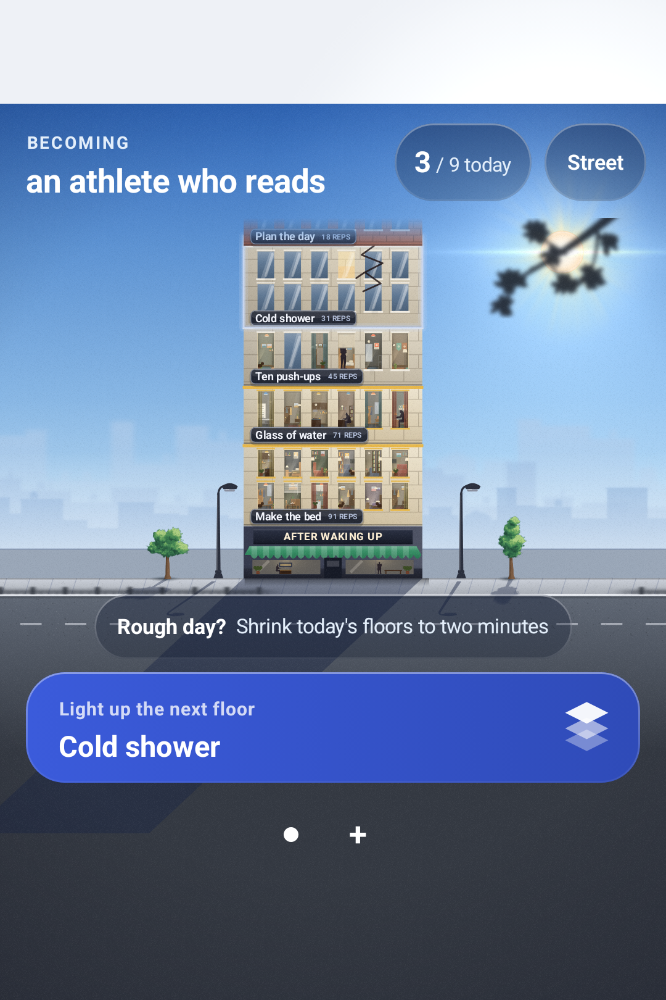 BECOMING
an athlete who reads
3 / 9 today
Street
Plan the day 18 REPS
Cold shower 31 REPS
Ten push-ups 45 REPS
Glass of water 71 REPS
Make the bed 91 REPS
AFTER WAKING UP
Rough day? Shrink today's floors to two minutes
Light up the next floor
Cold shower